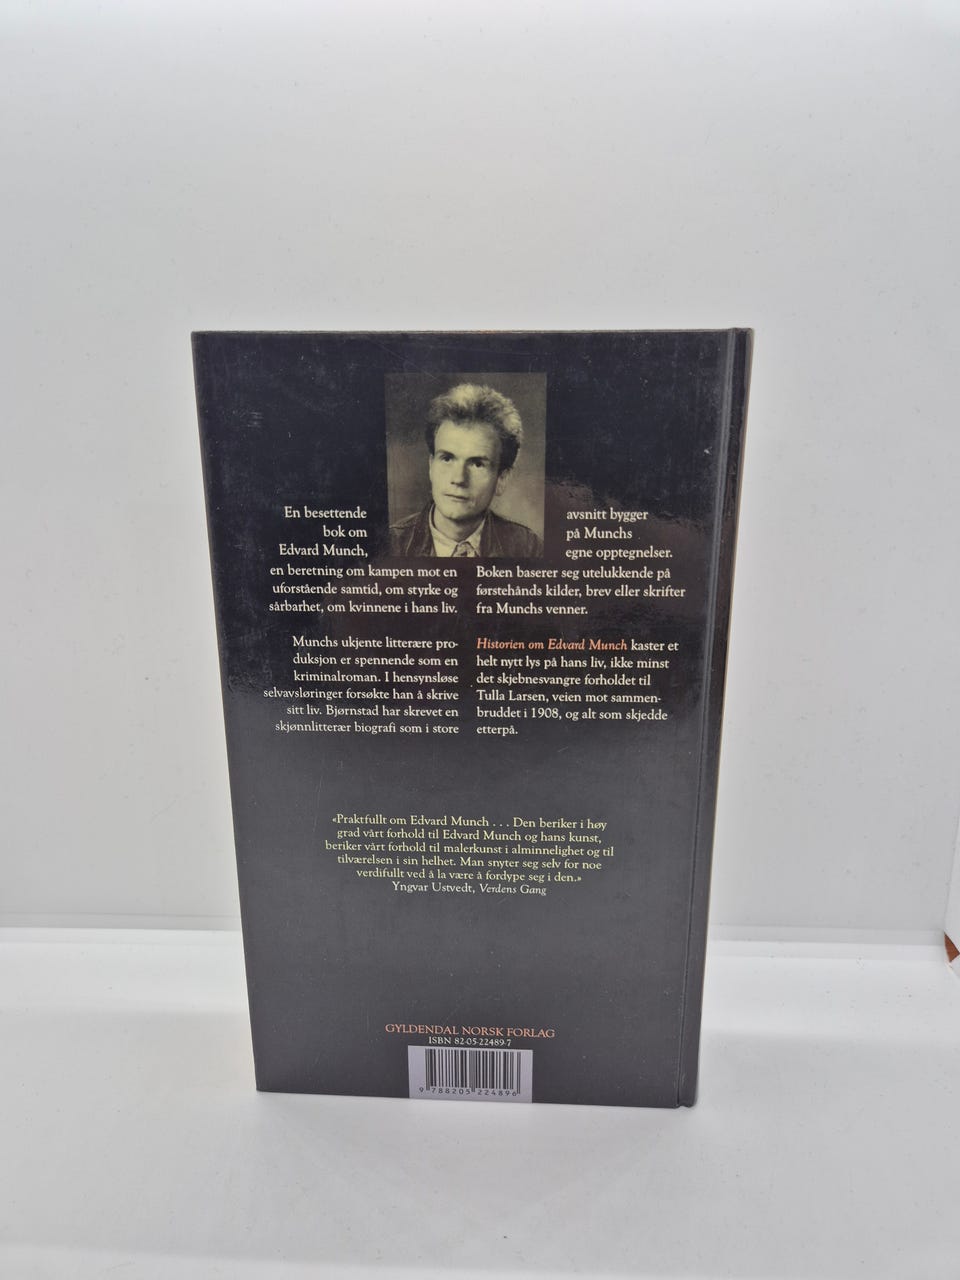 En besettende
bok om
Edvard Munch,
en beretning om kampen mot en
uforstående samtid, om styrke og
sårbarhet, om kvinnene i hans liv.
Munchs ukjente litterære pro-
duksjon er spennende som en
kriminalroman. I hensynsløse
selvavsløringer forsøkte han å skrive
sitt liv. Bjørnstad har skrevet en
skjønnlitterær biografi som i store
avsnitt bygger
på Munchs
egne opptegnelser.
Boken baserer seg utelukkende på
førstehånds kilder, brev eller skrifter
fra Munchs venner.
Historien om Edvard Munch kaster et
helt nytt lys på hans liv, ikke minst
det skjebnesvangre forholdet til
Tulla Larsen, veien mot sammen-
bruddet i 1908, og alt som skjedde
etterpå.
«Praktfullt om Edvard Munch . . . Den beriker i høy
grad vårt forhold til Edvard Munch og hans kunst,
beriker vårt forhold til malerkunst i alminnelighet og til
tilværelsen i sin helhet. Man snyter seg selv for noe
verdifullt ved å la være å fordype seg i den.»
Yngvar Ustvedt, Verdens Gang
GYLDENDAL NORSK FORLAG
ISBN 82-05-22489-7
9 788205 224896